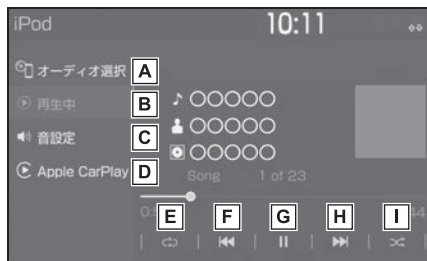 iPod
10:11
オーディオ選択 A
再生中 B
音設定 C
Apple CarPlay D
○○○○○
○○○○○
○○○○○
Song 1 of 23
E F G H I